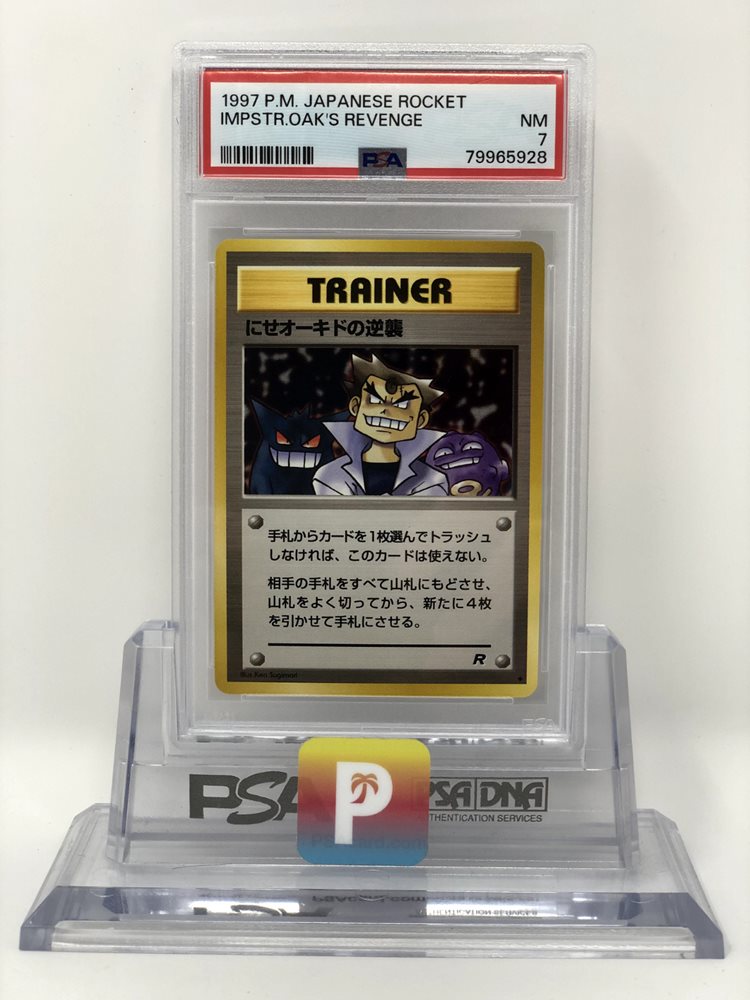 1997 P.M. JAPANESE ROCKET
IMPSTR.OAK'S REVENGE NM
7
79965928
PSA
TRAINER
にせオーキドの逆襲
手札からカードを1枚選んでトラッシュ
しなければ、このカードは使えない。
相手の手札をすべて山札にもどさせ、
山札をよく切ってから、新たに4枚
を引かせて手札にさせる。
R
Illus. Ken Sugimori
PSA
P
PSA DNA
THENTICATION SERVICES